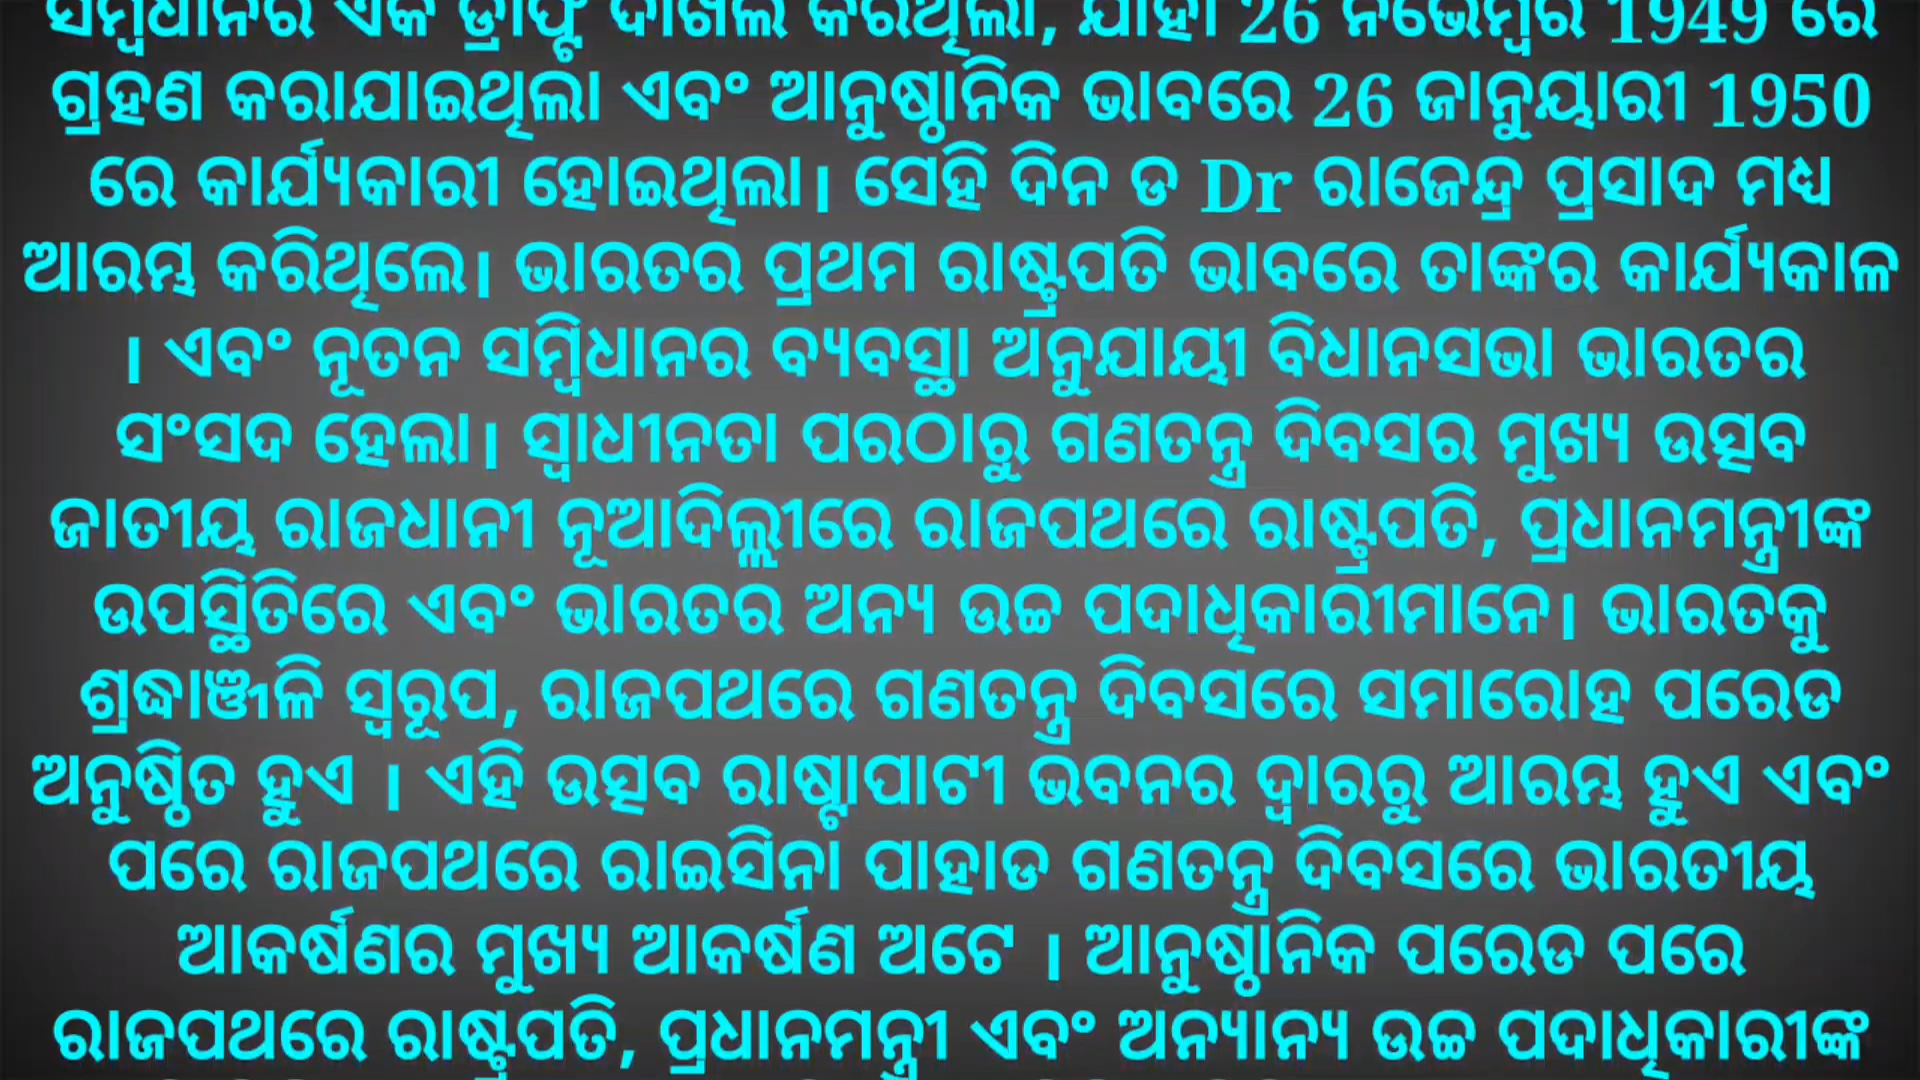 ସମ୍ବିଧାନର ଏକ ଡ୍ରାଫ୍ଟ ଦାଖଲ କରିଥିଲା, ଯାହା 26 ନଭେମ୍ବର 1949 ରେ
ଗ୍ରହଣ କରାଯାଇଥିଲା ଏବଂ ଆନୁଷ୍ଠାନିକ ଭାବରେ 26 ଜାନୁୟାରୀ 1950
ରେ କାର୍ଯ୍ୟକାରୀ ହୋଇଥିଲା। ସେହି ଦିନ ଡ Dr ରାଜେନ୍ଦ୍ର ପ୍ରସାଦ ମଧ୍ୟ
ଆରମ୍ଭ କରିଥିଲେ। ଭାରତର ପ୍ରଥମ ରାଷ୍ଟ୍ରପତି ଭାବରେ ତାଙ୍କର କାର୍ଯ୍ୟକାଳ
। ଏବଂ ନୂତନ ସମ୍ବିଧାନର ବ୍ୟବସ୍ଥା ଅନୁଯାୟୀ ବିଧାନସଭା ଭାରତର
ସଂସଦ ହେଲା। ସ୍ୱାଧୀନତା ପରଠାରୁ ଗଣତନ୍ତ୍ର ଦିବସର ମୁଖ୍ୟ ଉତ୍ସବ
ଜାତୀୟ ରାଜଧାନୀ ନୂଆଦିଲ୍ଲୀରେ ରାଜପଥରେ ରାଷ୍ଟ୍ରପତି, ପ୍ରଧାନମନ୍ତ୍ରୀଙ୍କ
ଉପସ୍ଥିତିରେ ଏବଂ ଭାରତର ଅନ୍ୟ ଉଚ୍ଚ ପଦାଧିକାରୀମାନେ। ଭାରତକୁ
ଶ୍ରଦ୍ଧାଞ୍ଜଳି ସ୍ୱରୂପ, ରାଜପଥରେ ଗଣତନ୍ତ୍ର ଦିବସରେ ସମାରୋହ ପରେଡ
ଅନୁଷ୍ଠିତ ହୁଏ । ଏହି ଉତ୍ସବ ରାଷ୍ଟ୍ରାପାଟୀ ଭବନର ଦ୍ୱାରରୁ ଆରମ୍ଭ ହୁଏ ଏବଂ
ପରେ ରାଜପଥରେ ରାଇସିନା ପାହାଡ ଗଣତନ୍ତ୍ର ଦିବସରେ ଭାରତୀୟ
ଆକର୍ଷଣର ମୁଖ୍ୟ ଆକର୍ଷଣ ଅଟେ । ଆନୁଷ୍ଠାନିକ ପରେଡ ପରେ
ରାଜପଥରେ ରାଷ୍ଟ୍ରପତି, ପ୍ରଧାନମନ୍ତ୍ରୀ ଏବଂ ଅନ୍ୟାନ୍ୟ ଉଚ୍ଚ ପଦାଧିକାରୀଙ୍କ